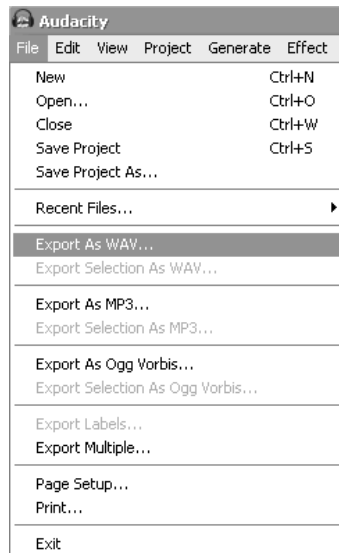 Audacity
File Edit View Project Generate Effect
New Ctrl+N
Open... Ctrl+O
Close Ctrl+W
Save Project Ctrl+S
Save Project As...
Recent Files...
Export As WAV...
Export Selection As WAV...
Export As MP3...
Export Selection As MP3...
Export As Ogg Vorbis...
Export Selection As Ogg Vorbis...
Export Labels...
Export Multiple...
Page Setup...
Print...
Exit